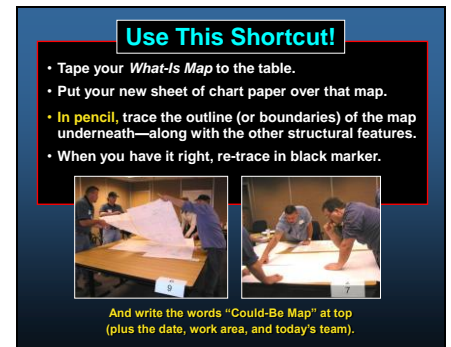 Use This Shortcut!
• Tape your What-Is Map to the table.
• Put your new sheet of chart paper over that map.
• In pencil, trace the outline (or boundaries) of the map
underneath—along with the other structural features.
• When you have it right, re-trace in black marker.
9
7
And write the words “Could-Be Map” at top
(plus the date, work area, and today's team).